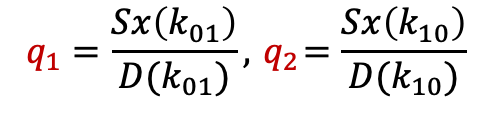 q₁ = Sx(k₀₁) / D(k₀₁), q₂ = Sx(k₁₀) / D(k₁₀)